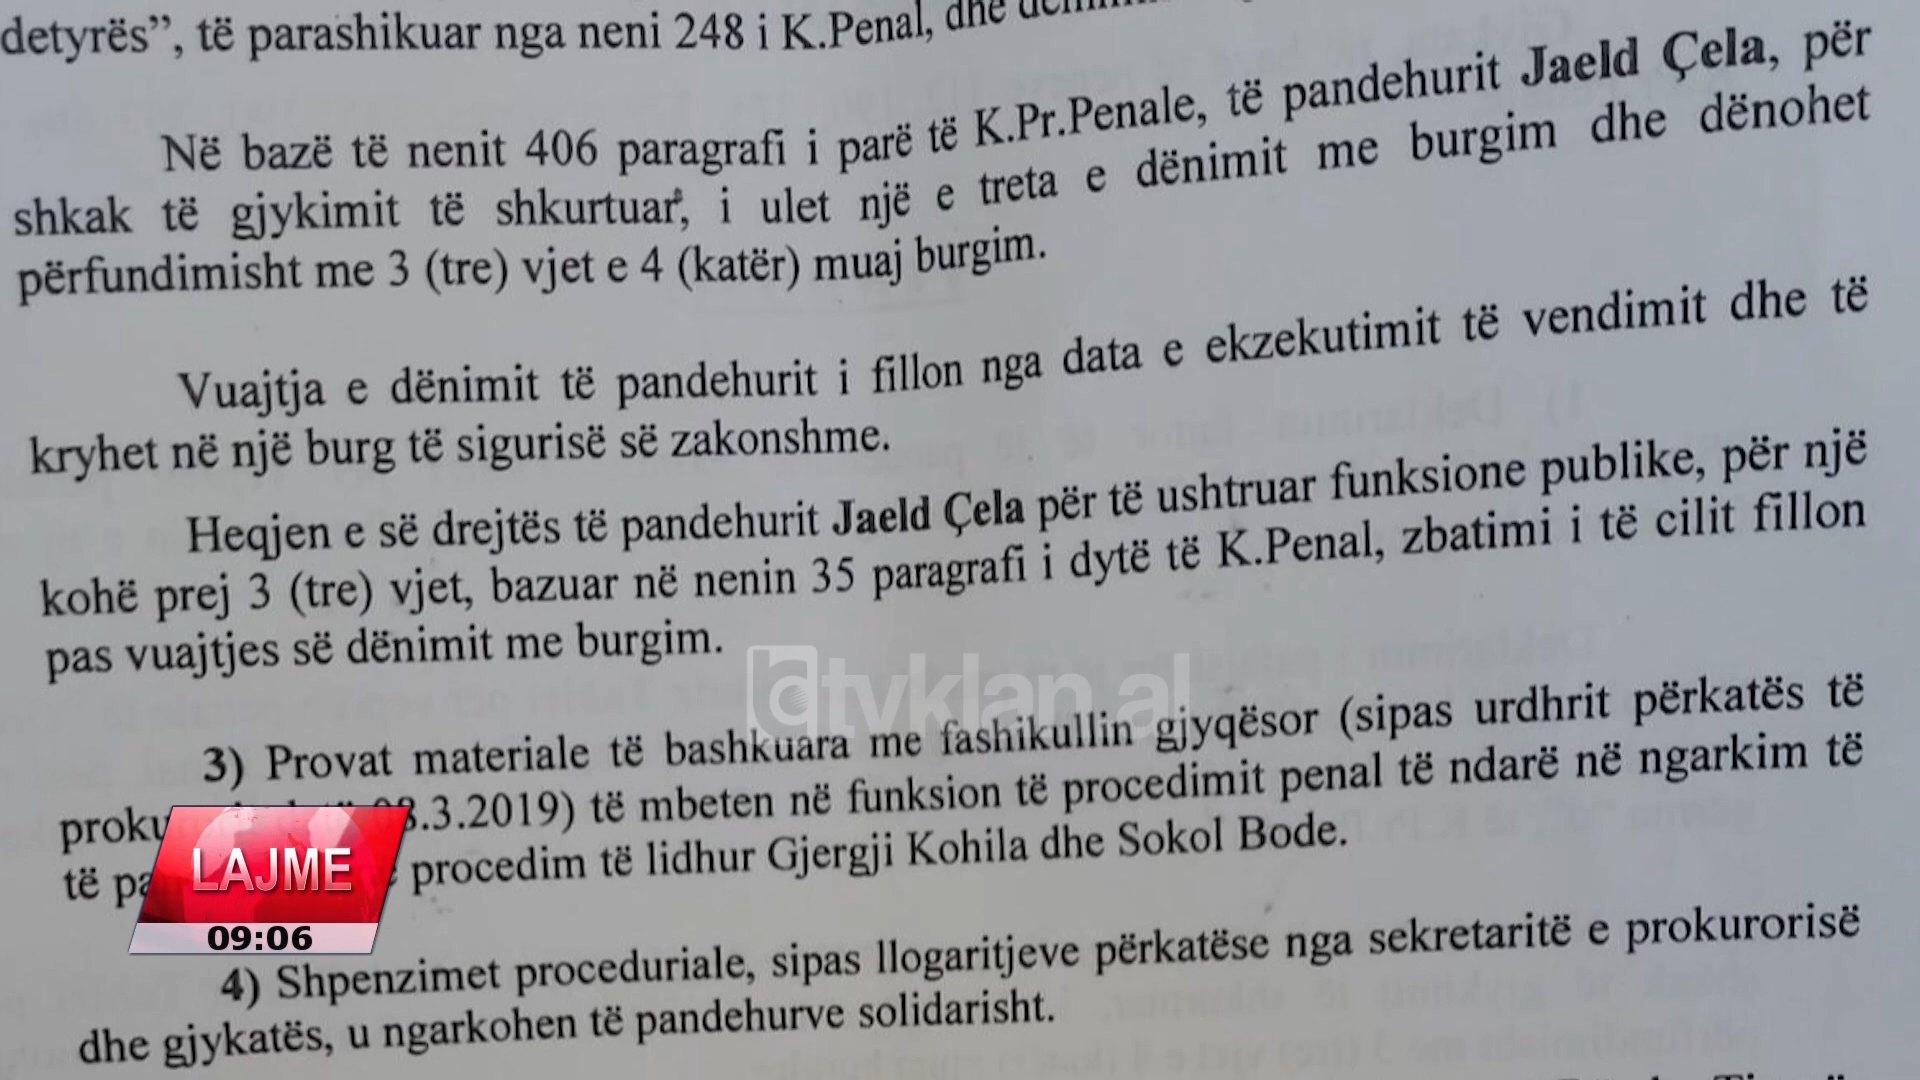 detyrës”, të parashikuar nga neni 248 i K.Penal, dhe
Në bazë të nenit 406 paragrafi i parë të K.Pr.Penale, të pandehurit Jaeld Çela, për
shkak të gjykimit të shkurtuar, i ulet një e treta e dënimit me burgim dhe dënohet
përfundimisht me 3 (tre) vjet e 4 (katër) muaj burgim.
Vuajtja e dënimit të pandehurit i fillon nga data e ekzekutimit të vendimit dhe të
kryhet në një burg të sigurisë së zakonshme.
Heqjen e së drejtës të pandehurit Jaeld Çela për të ushtruar funksione publike, për një
kohë prej 3 (tre) vjet, bazuar në nenin 35 paragrafi i dytë të K.Penal, zbatimi i të cilit fillon
pas vuajtjes së dënimit me burgim.
tvklan.al
3) Provat materiale të bashkuara me fashikullin gjyqësor (sipas urdhrit përkatës të
8.3.2019) të mbeten në funksion të procedimit penal të ndarë në ngarkim të
të procedim të lidhur Gjergji Kohila dhe Sokol Bode.
LAJME
09:06
4) Shpenzimet proceduriale, sipas llogaritjeve përkatëse nga sekretaritë e prokurorisë
dhe gjykatës, u ngarkohen të pandehurve solidarisht.